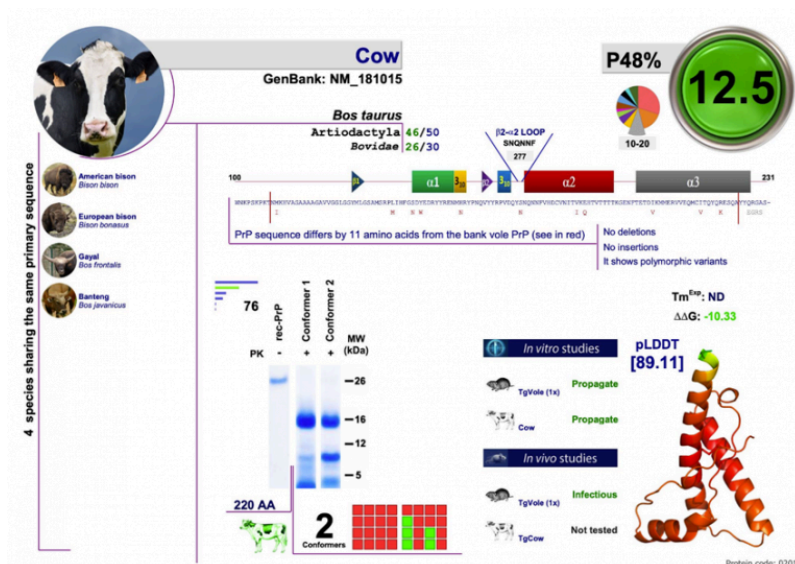 Cow
GenBank: NM_181015
P48%
12.5
10-20
Bos taurus
Artiodactyla 46/50
Bovidae 26/30
β2-α2 LOOP
SNQNNF
277
4 species sharing the same primary sequence
American bison
Bison bison
European bison
Bison bonasus
Gayal
Bos frontalis
Banteng
Bos javanicus
100
231
β1
α1
3₁₀
β2
3₁₀
α2
α3
PrP sequence differs by 11 amino acids from the bank vole PrP (see in red)
No deletions
No insertions
It shows polymorphic variants
76
rec-PrP
Conformer 1
Conformer 2
PK
-
+
+
MW
(kDa)
26
16
12
5
220 AA
2
Conformers
Tm^Exp: ND
ΔΔG: -10.33
In vitro studies
TgVole (1x) Propagate
Cow Propagate
In vivo studies
TgVole (1x) Infectious
TgCow Not tested
pLDDT
[89.11]